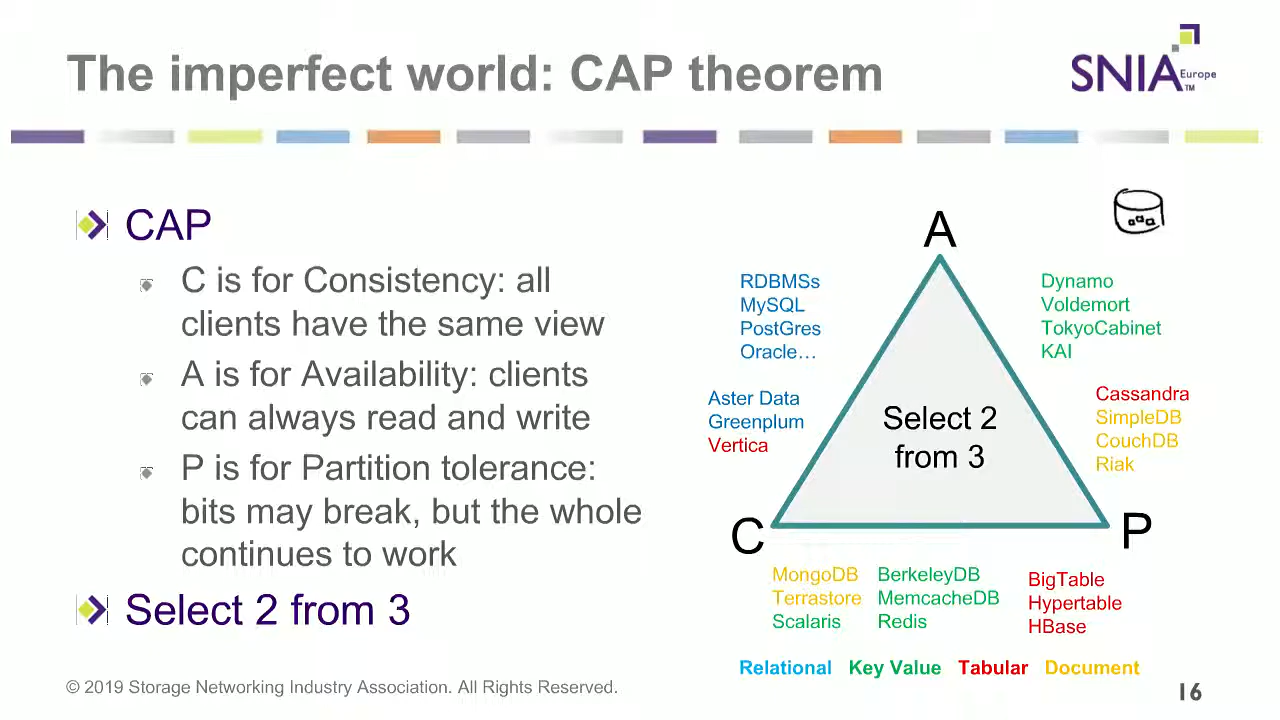 The imperfect world: CAP theorem
SNIA Europe
TM
CAP
C is for Consistency: all
clients have the same view
A is for Availability: clients
can always read and write
P is for Partition tolerance:
bits may break, but the whole
continues to work
Select 2 from 3
A
RDBMSs
MySQL
PostGres
Oracle…
Aster Data
Greenplum
Vertica
Dynamo
Voldemort
TokyoCabinet
KAI
Cassandra
SimpleDB
CouchDB
Riak
Select 2
from 3
C
P
MongoDB
Terrastore
Scalaris
BerkeleyDB
MemcacheDB
Redis
BigTable
Hypertable
HBase
Relational Key Value Tabular Document
© 2019 Storage Networking Industry Association. All Rights Reserved.
16